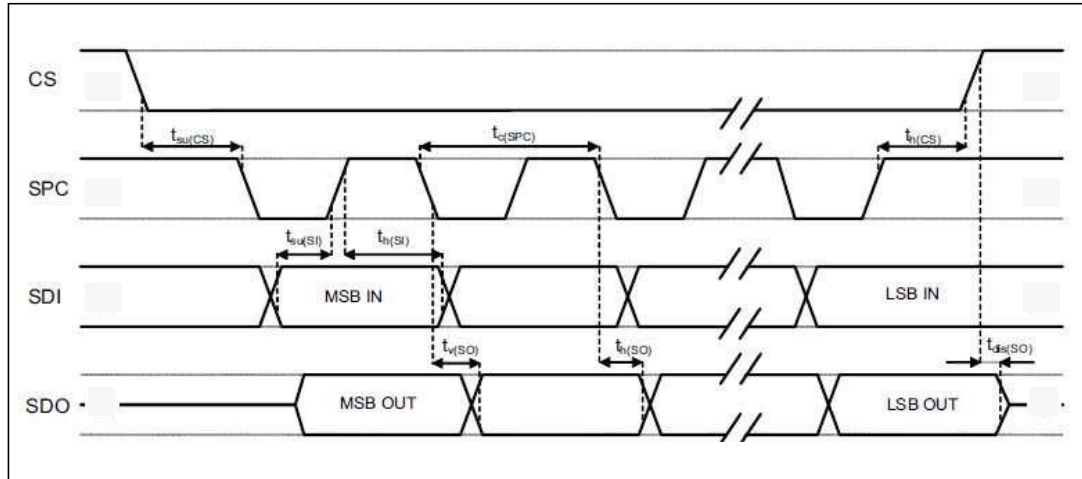 CS
tsu(CS)
tc(SPC)
th(CS)
SPC
tsu(SI)
th(SI)
SDI
MSB IN
LSB IN
tv(SO)
th(SO)
tdis(SO)
SDO
MSB OUT
LSB OUT